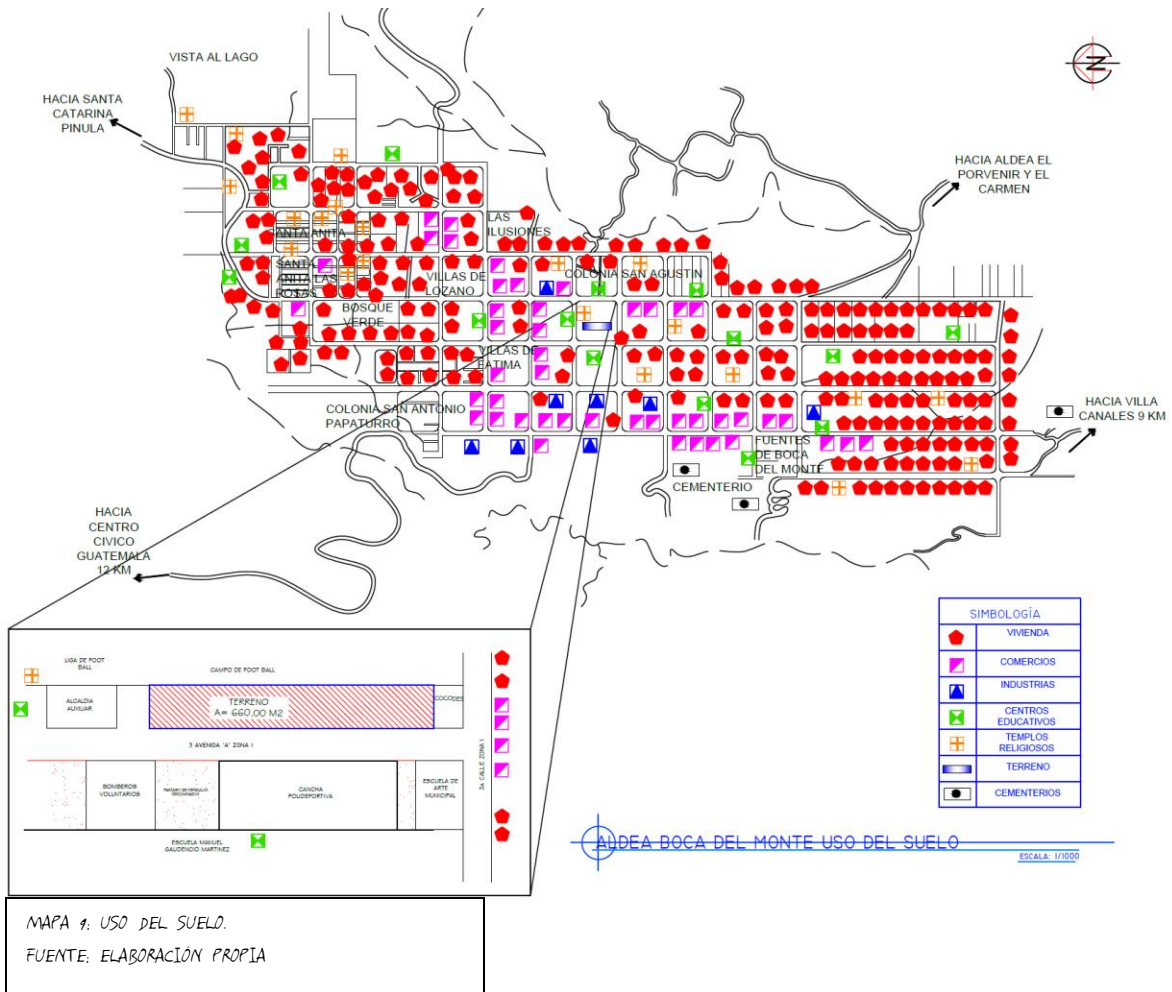 VISTA AL LAGO
HACIA SANTA
CATARINA
PINULA
N
HACIA ALDEA EL
PORVENIR Y EL
CARMEN
LAS
ILUSIONES
SANTA ANITA
SANTA
ANITA LAS
ROSAS
VILLAS DE
LOZANO
COLONIA SAN AGUSTIN
BOSQUE
VERDE
VILLAS DE
FATIMA
COLONIA SAN ANTONIO
PAPATURRO
HACIA VILLA
CANALES 9 KM
FUENTES
DE BOCA
DEL MONTE
CEMENTERIO
HACIA
CENTRO
CIVICO
GUATEMALA
12 KM
LIGA DE FOOT
BALL
CAMPO DE FOOT BALL
ALCALDIA
AUXILIAR.
TERRENO
A= 660.00 M2
COCODES
3 AVENIDA 'A' ZONA 1
3A CALLE ZONA 1
BOMBEROS
VOLUNTARIOS
CANCHA
POLIDEPORTIVA
ESCUELA DE
ARTE
MUNICIPAL
ESCUELA MANUEL
GAUDENCIO MARTINEZ
SIMBOLOGÍA
VIVIENDA
COMERCIOS
INDUSTRIAS
CENTROS
EDUCATIVOS
TEMPLOS
RELIGIOSOS
TERRENO
CEMENTERIOS
ALDEA BOCA DEL MONTE USO DEL SUELO
ESCALA: 1/1000
MAPA 9: USO DEL SUELO.
FUENTE: ELABORACIÓN PROPIA